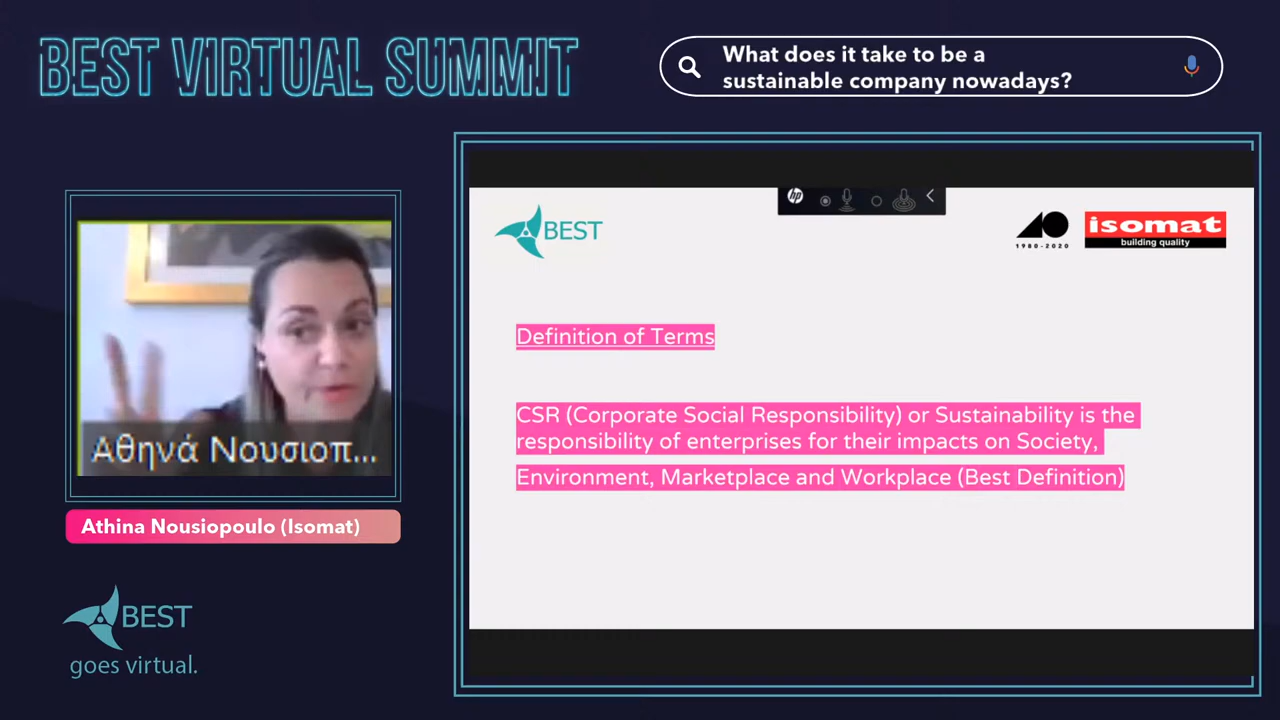 BEST VIRTUAL SUMMIT
What does it take to be a
sustainable company nowadays?
hp
BEST
1980-2020
isomat
building quality
Definition of Terms
CSR (Corporate Social Responsibility) or Sustainability is the
responsibility of enterprises for their impacts on Society,
Environment, Marketplace and Workplace (Best Definition)
Αθηνά Νουσιοπ...
Athina Nousiopoulo (Isomat)
BEST
goes virtual.